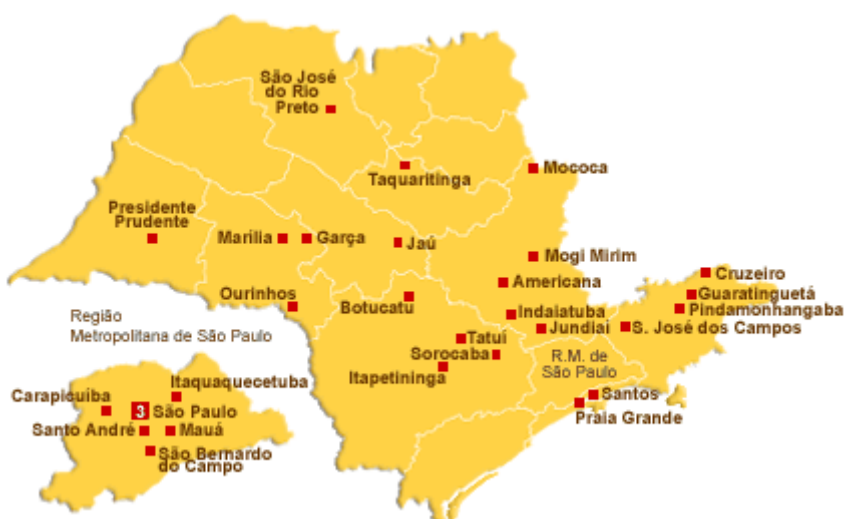 São José
do Rio
Preto
Taquaritinga
Mococa
Presidente
Prudente
Marília
Garça
Jaú
Mogi Mirim
Americana
Cruzeiro
Guaratinguetá
Pindamonhangaba
Ourinhos
Botucatu
Indaiatuba
Jundiaí
S. José dos Campos
Região
Metropolitana de São Paulo
Tatuí
Sorocaba
Itapetininga
R.M. de
São Paulo
Itaquaquecetuba
Carapicuíba
3 São Paulo
Santos
Praia Grande
Santo André
Mauá
São Bernardo
do Campo